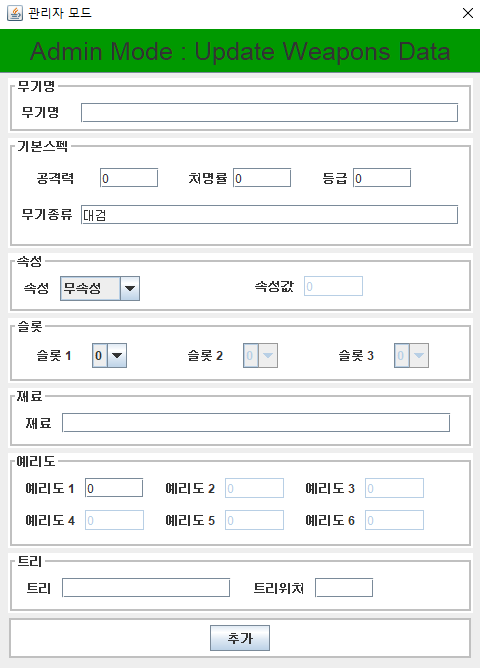 관리자 모드
Admin Mode : Update Weapons Data
무기명
무기명
기본스펙
공격력 0 처명률 0 등급 0
무기종류 대검
속성
속성 무속성 속성값 0
슬롯
슬롯 1 0 슬롯 2 0 슬롯 3 0
재료
재료
예리도
예리도 1 0 예리도 2 0 예리도 3 0
예리도 4 0 예리도 5 0 예리도 6 0
트리
트리 트리위치
추가